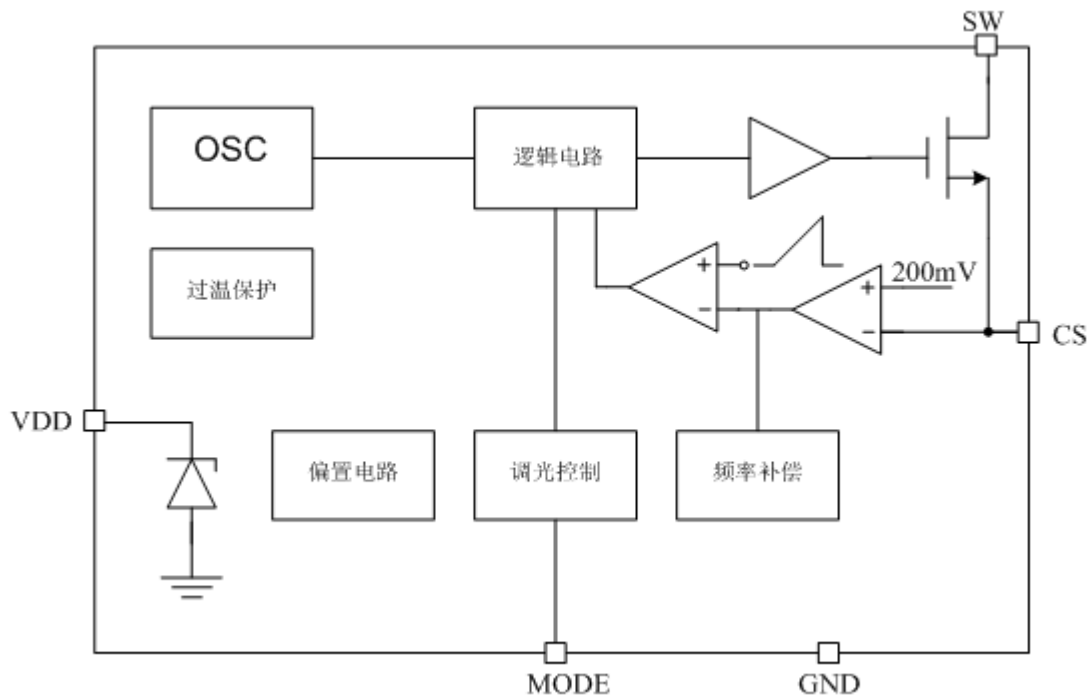 SW
OSC
逻辑电路
过温保护
+
−
200mV
+
−
CS
VDD
偏置电路
调光控制
频率补偿
MODE
GND